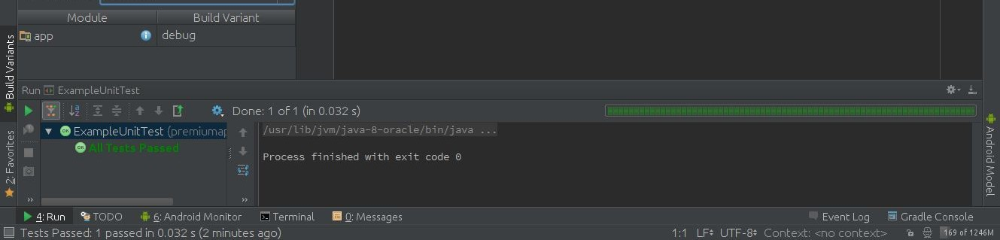 Module Build Variant
app debug
Build Variants
Run ExampleUnitTest
Done: 1 of 1 (in 0.032 s)
ExampleUnitTest (premiumap
OK All Tests Passed
/usr/lib/jvm/java-8-oracle/bin/java ...
Process finished with exit code 0
2: Favorites
Android Model
4: Run TODO 6: Android Monitor Terminal 0: Messages Event Log Gradle Console
Tests Passed: 1 passed in 0.032 s (2 minutes ago) 1:1 LF UTF-8 Context: <no context> 169 of 1246M